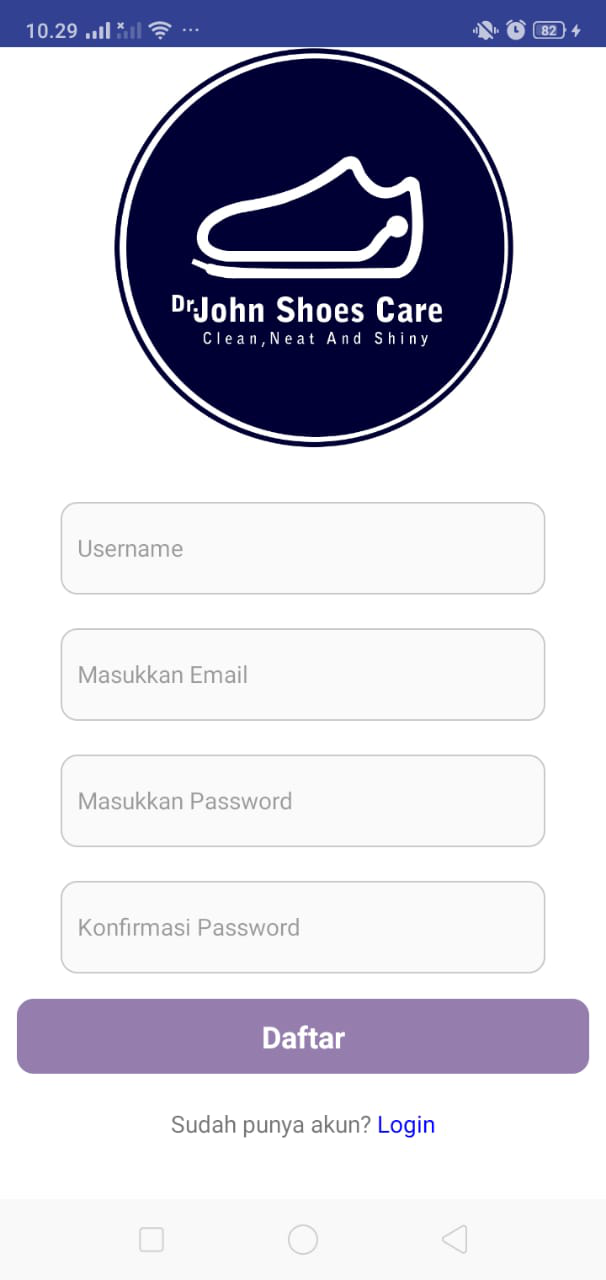 10.29
82
Dr.John Shoes Care
Clean,Neat And Shiny
Username
Masukkan Email
Masukkan Password
Konfirmasi Password
Daftar
Sudah punya akun? Login